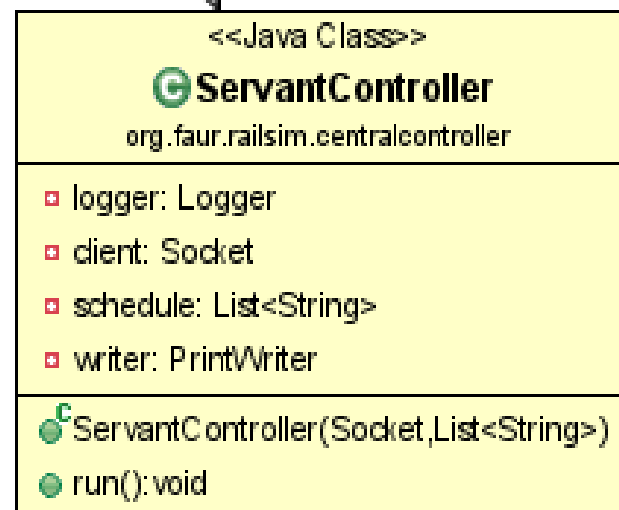 <<Java Class>>
C ServantController
org.faur.railsim.centralcontroller
logger: Logger
client: Socket
schedule: List<String>
writer: PrintWriter
C ServantController(Socket,List<String>)
run():void